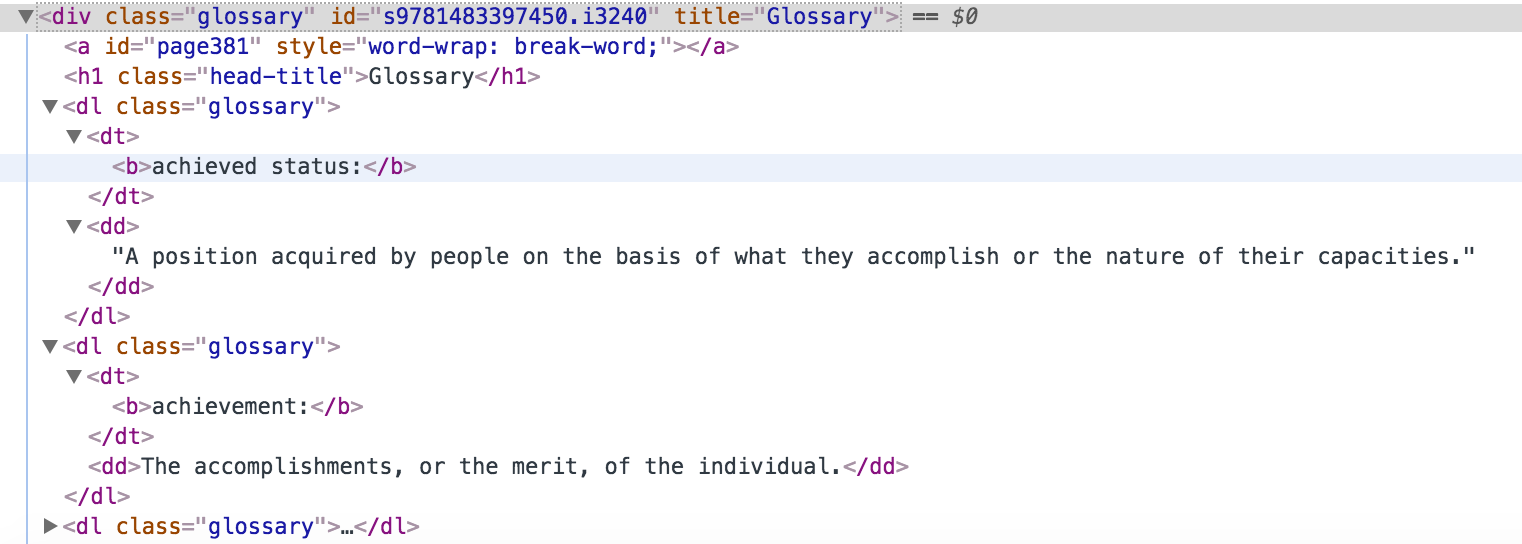 ▼<div class="glossary" id="s9781483397450.i3240" title="Glossary"> == $0
<a id="page381" style="word-wrap: break-word;"></a>
<h1 class="head-title">Glossary</h1>
▼<dl class="glossary">
▼<dt>
<b>achieved status:</b>
</dt>
▼<dd>
"A position acquired by people on the basis of what they accomplish or the nature of their capacities."
</dd>
</dl>
▼<dl class="glossary">
▼<dt>
<b>achievement:</b>
</dt>
<dd>The accomplishments, or the merit, of the individual.</dd>
</dl>
▶<dl class="glossary">…</dl>